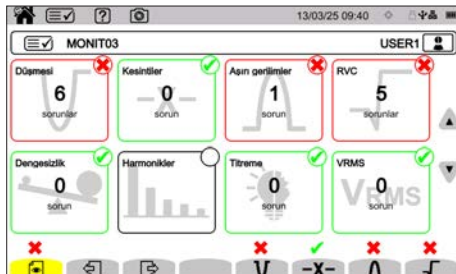 13/03/25 09:40
MONIT03 USER1
Düşmesi Kesintiler Aşırı gerilimler RVC
6 0 1 5
sorunlar sorun sorun sorunlar
Dengesizlik Harmonikler Titreme VRMS
0 0 0
sorun sorun sorun
VRMS